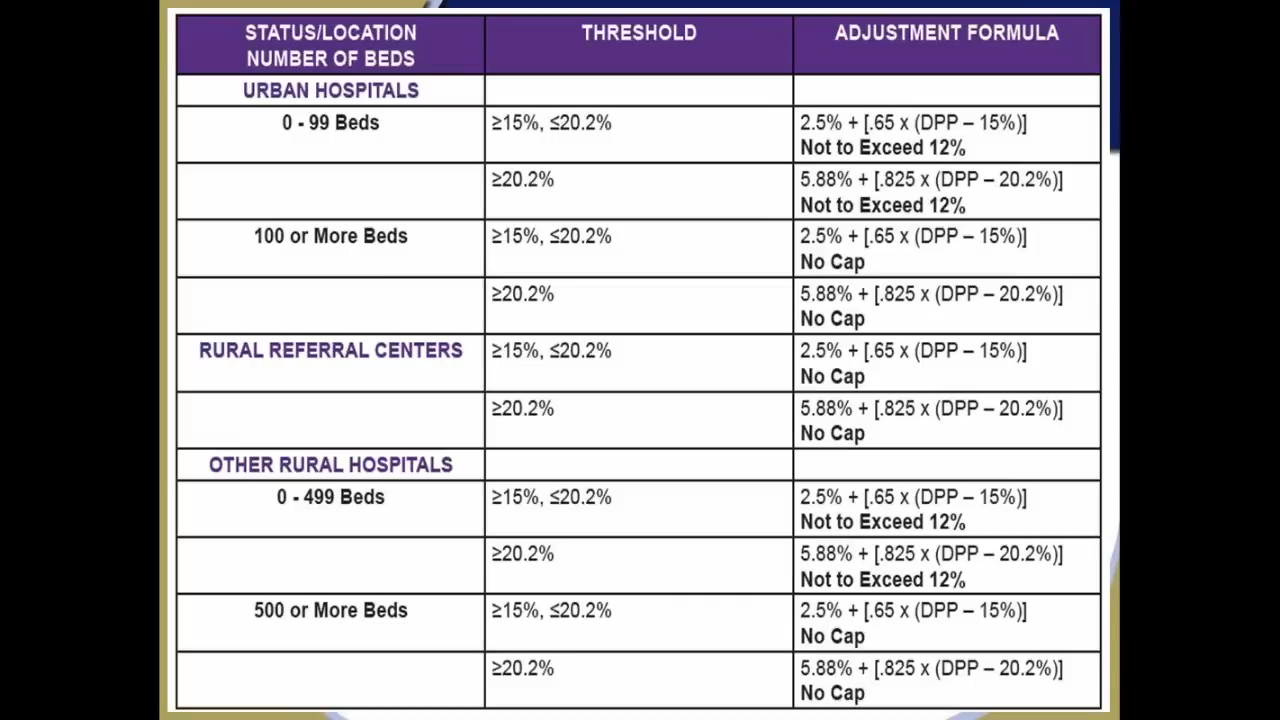 STATUS/LOCATION
NUMBER OF BEDS
THRESHOLD
ADJUSTMENT FORMULA
URBAN HOSPITALS
0 - 99 Beds
≥15%, ≤20.2%
2.5% + [.65 x (DPP – 15%)]
Not to Exceed 12%
≥20.2%
5.88% + [.825 x (DPP – 20.2%)]
Not to Exceed 12%
100 or More Beds
≥15%, ≤20.2%
2.5% + [.65 x (DPP – 15%)]
No Cap
≥20.2%
5.88% + [.825 x (DPP – 20.2%)]
No Cap
RURAL REFERRAL CENTERS
≥15%, ≤20.2%
2.5% + [.65 x (DPP – 15%)]
No Cap
≥20.2%
5.88% + [.825 x (DPP – 20.2%)]
No Cap
OTHER RURAL HOSPITALS
0 - 499 Beds
≥15%, ≤20.2%
2.5% + [.65 x (DPP – 15%)]
Not to Exceed 12%
≥20.2%
5.88% + [.825 x (DPP – 20.2%)]
Not to Exceed 12%
500 or More Beds
≥15%, ≤20.2%
2.5% + [.65 x (DPP – 15%)]
No Cap
≥20.2%
5.88% + [.825 x (DPP – 20.2%)]
No Cap